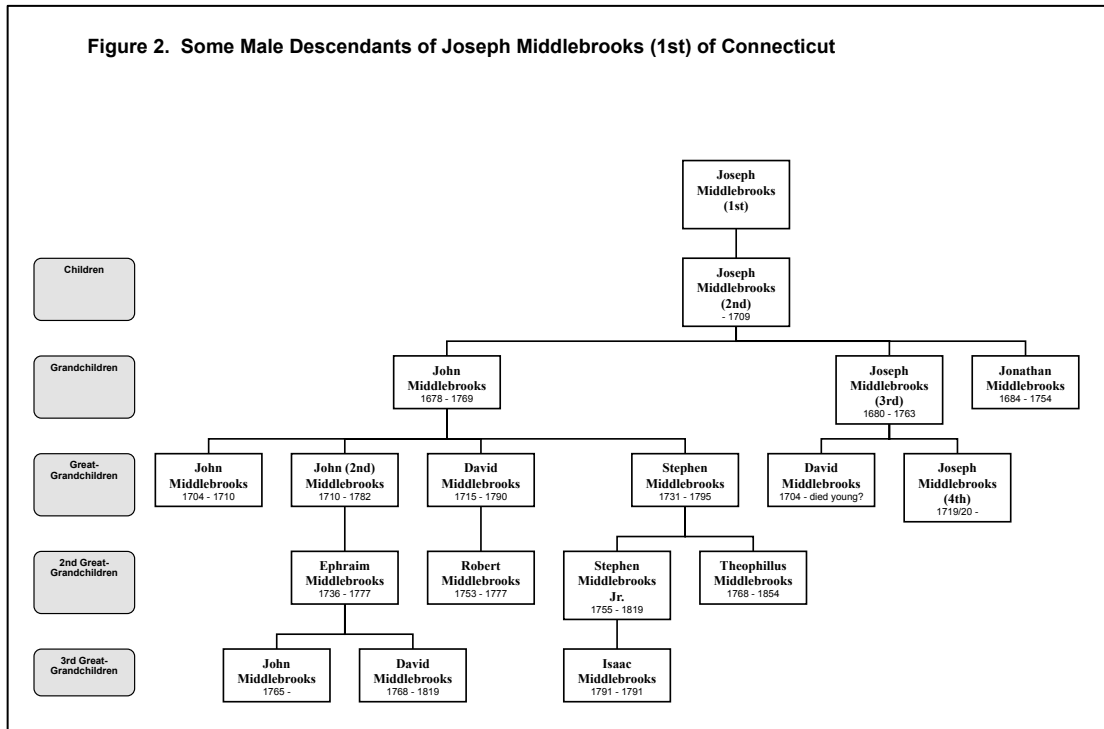 Figure 2. Some Male Descendants of Joseph Middlebrooks (1st) of Connecticut
Joseph
Middlebrooks
(1st)
Children
Joseph
Middlebrooks
(2nd)
- 1709
Grandchildren
John
Middlebrooks
1678 - 1769
Joseph
Middlebrooks
(3rd)
1680 - 1763
Jonathan
Middlebrooks
1684 - 1754
Great-
Grandchildren
John
Middlebrooks
1704 - 1710
John (2nd)
Middlebrooks
1710 - 1782
David
Middlebrooks
1715 - 1790
Stephen
Middlebrooks
1731 - 1795
David
Middlebrooks
1704 - died young?
Joseph
Middlebrooks
(4th)
1719/20 -
2nd Great-
Grandchildren
Ephraim
Middlebrooks
1736 - 1777
Robert
Middlebrooks
1753 - 1777
Stephen
Middlebrooks
Jr.
1755 - 1819
Theophillus
Middlebrooks
1768 - 1854
3rd Great-
Grandchildren
John
Middlebrooks
1765 -
David
Middlebrooks
1768 - 1819
Isaac
Middlebrooks
1791 - 1791